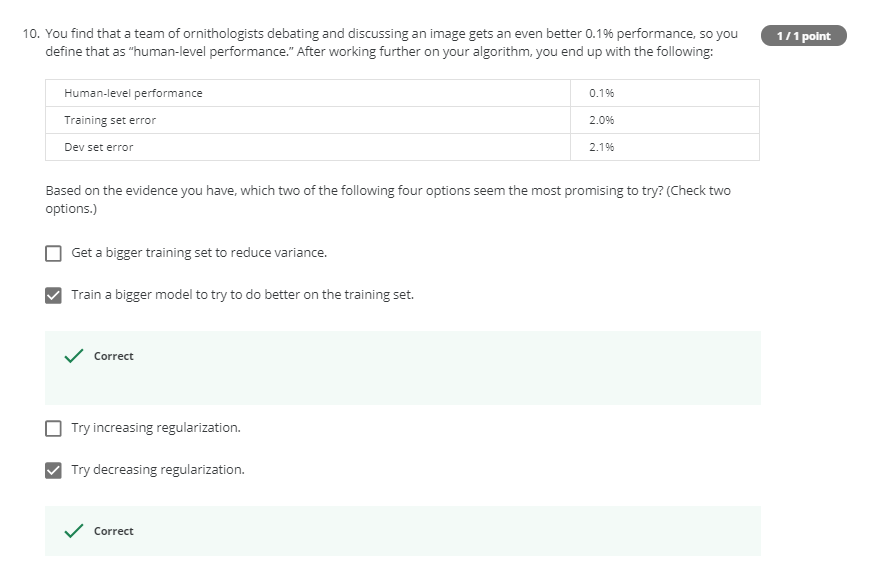 10. You find that a team of ornithologists debating and discussing an image gets an even better 0.1% performance, so you
1 / 1 point
define that as “human-level performance.” After working further on your algorithm, you end up with the following:
Human-level performance 0.1%
Training set error 2.0%
Dev set error 2.1%
Based on the evidence you have, which two of the following four options seem the most promising to try? (Check two
options.)
Get a bigger training set to reduce variance.
Train a bigger model to try to do better on the training set.
Correct
Try increasing regularization.
Try decreasing regularization.
Correct